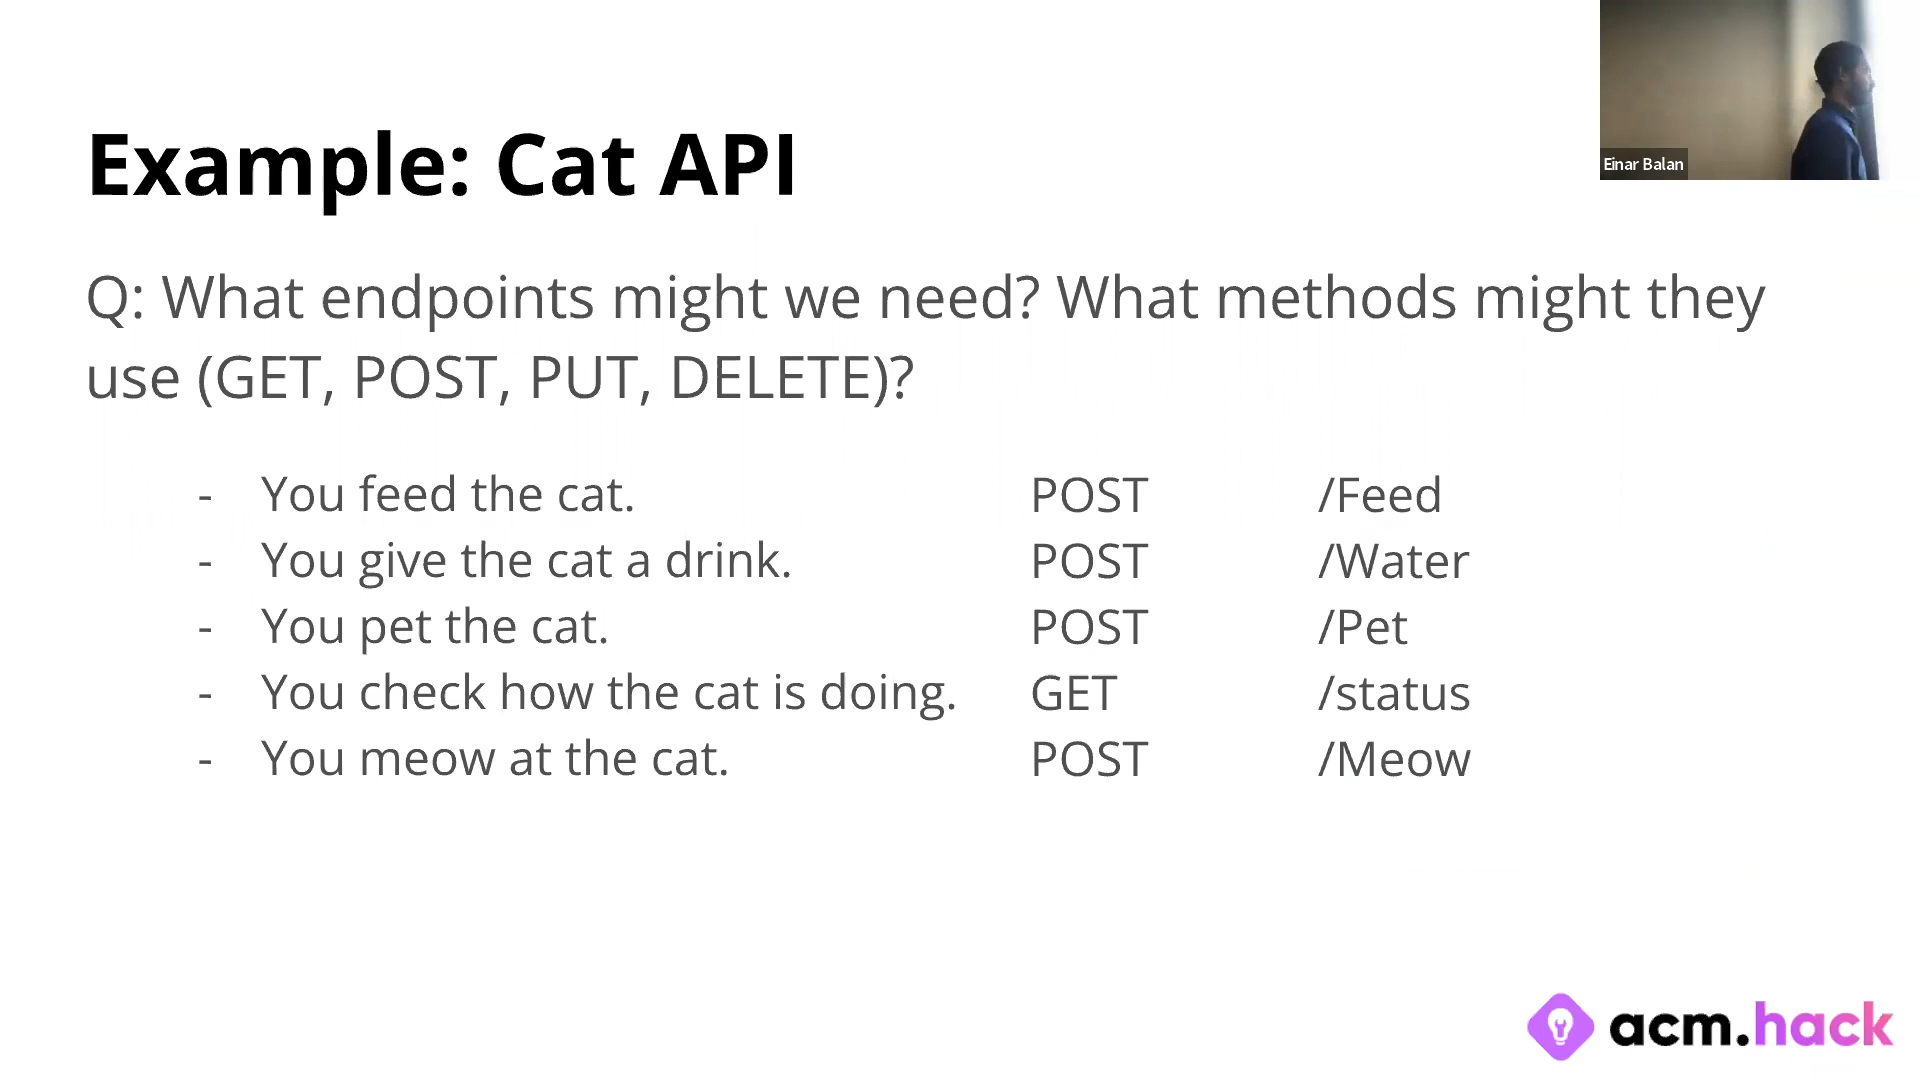 Einar Balan
Example: Cat API
Q: What endpoints might we need? What methods might they
use (GET, POST, PUT, DELETE)?
- You feed the cat. POST /Feed
- You give the cat a drink. POST /Water
- You pet the cat. POST /Pet
- You check how the cat is doing. GET /status
- You meow at the cat. POST /Meow
acm.hack